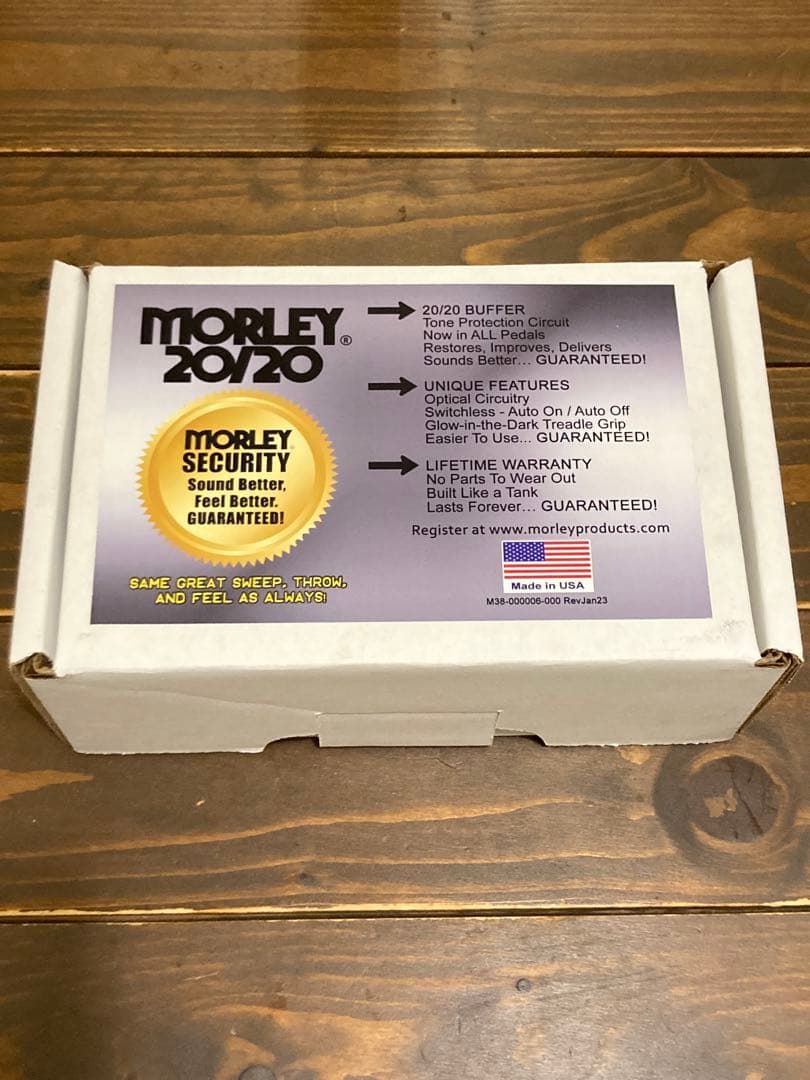 MORLEY®
20/20
MORLEY
SECURITY
Sound Better,
Feel Better.
GUARANTEED!
SAME GREAT SWEEP, THROW,
AND FEEL AS ALWAYS!
20/20 BUFFER
Tone Protection Circuit
Now in ALL Pedals
Restores, Improves, Delivers
Sounds Better... GUARANTEED!
UNIQUE FEATURES
Optical Circuitry
Switchless - Auto On / Auto Off
Glow-in-the-Dark Treadle Grip
Easier To Use... GUARANTEED!
LIFETIME WARRANTY
No Parts To Wear Out
Built Like a Tank
Lasts Forever... GUARANTEED!
Register at www.morleyproducts.com
Made in USA
M38-000006-000 RevJan23